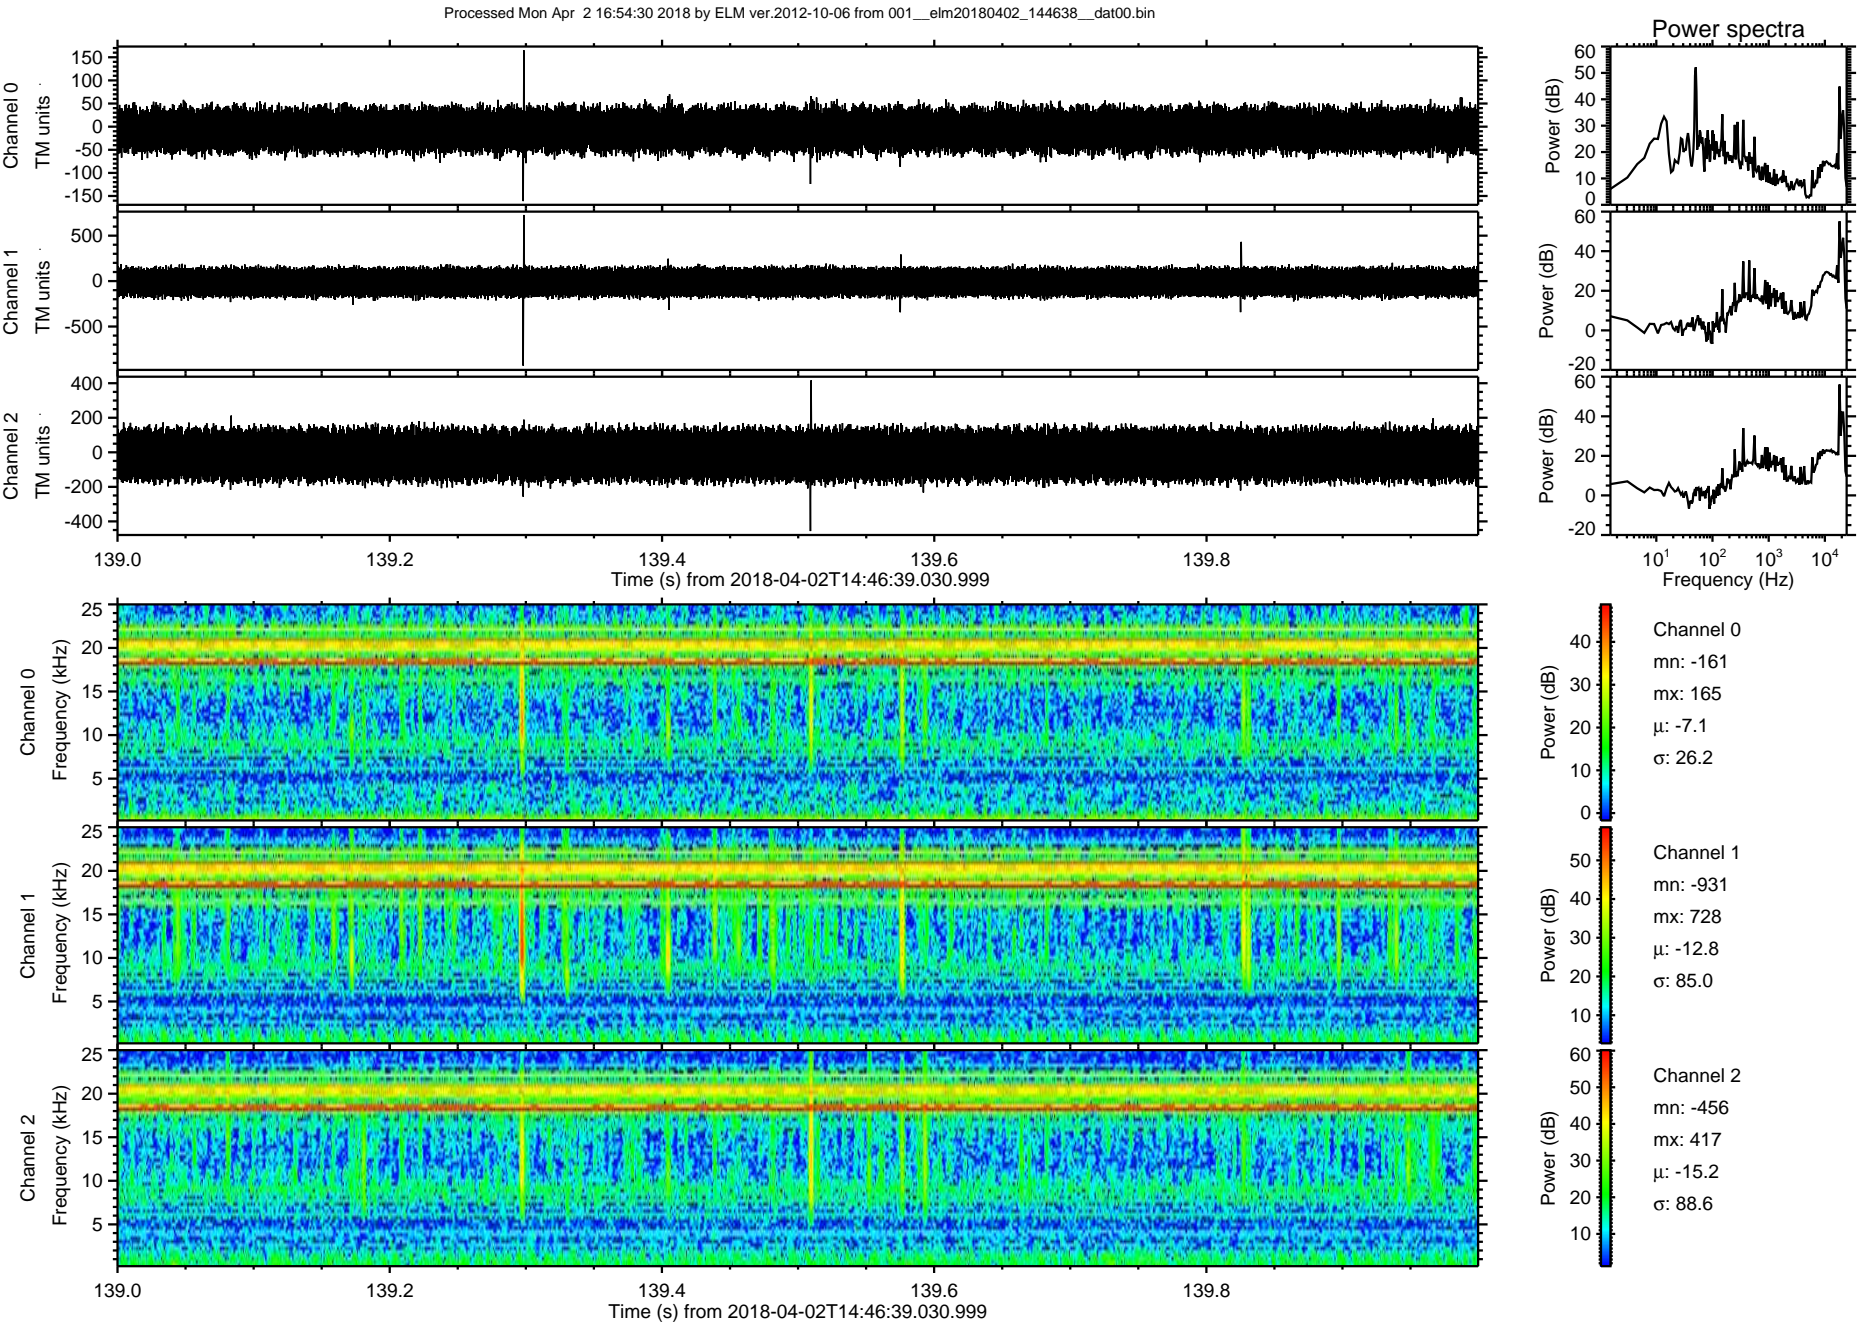 Processed Mon Apr  2 16:54:30 2018 by ELM ver.2012-10-06 from 001__elm20180402_144638__dat00.bin
Power spectra
Channel 0
TM units
150
100
50
0
-50
-100
-150
Power (dB)
60
50
40
30
20
10
0
Channel 1
TM units
500
0
-500
Power (dB)
60
40
20
0
-20
Channel 2
TM units
400
200
0
-200
-400
Power (dB)
60
40
20
0
-20
139.0 139.2 139.4 139.6 139.8
Time (s) from 2018-04-02T14:46:39.030.999
10^1 10^2 10^3 10^4
Frequency (Hz)
Channel 0
Frequency (kHz)
25
20
15
10
5
Power (dB)
40
30
20
10
0
Channel 0
mn: -161
mx: 165
μ: -7.1
σ: 26.2
Channel 1
Frequency (kHz)
25
20
15
10
5
Power (dB)
50
40
30
20
10
Channel 1
mn: -931
mx: 728
μ: -12.8
σ: 85.0
Channel 2
Frequency (kHz)
25
20
15
10
5
Power (dB)
60
50
40
30
20
10
Channel 2
mn: -456
mx: 417
μ: -15.2
σ: 88.6
139.0 139.2 139.4 139.6 139.8
Time (s) from 2018-04-02T14:46:39.030.999